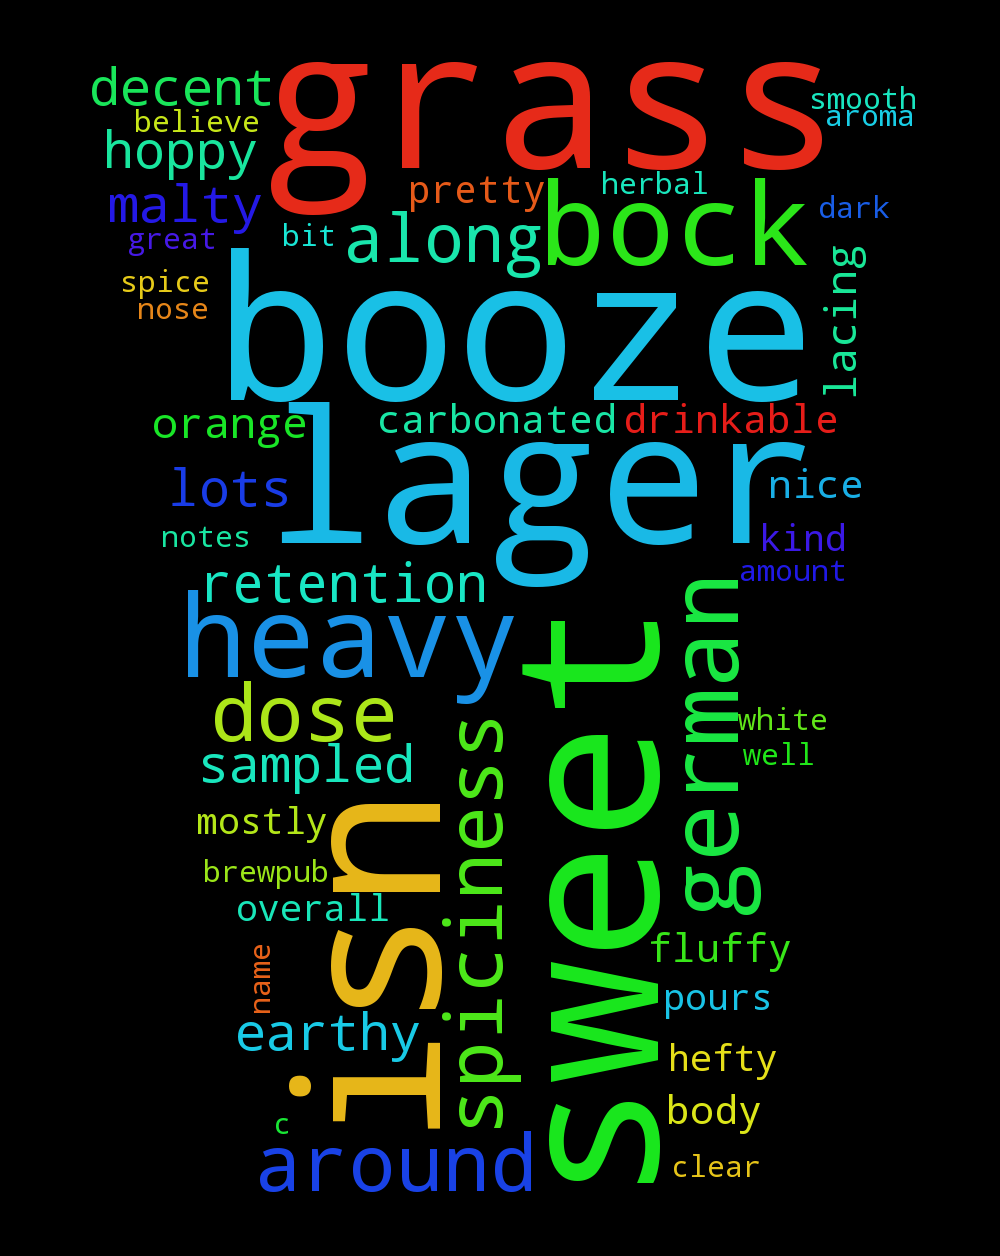 grass
decent
smooth
believe
aroma
hoppy
pretty
herbal
malty
bock
dark
great
bit
along
spice
nose
booze
lacing
orange
carbonated
drinkable
lager
lots
nice
notes
kind
amount
retention
heavy
german
dose
sweet
white
sampled
well
spiciness
mostly
isn
brewpub
overall
fluffy
name
pours
earthy
hefty
body
c
around
clear